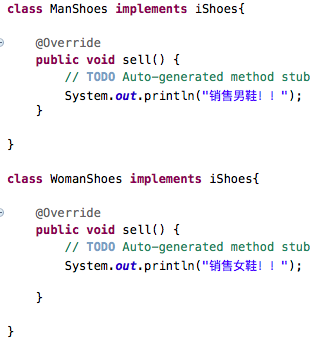 class ManShoes implements iShoes{
@Override
public void sell() {
// TODO Auto-generated method stub
System.out.println("销售男鞋！！");
}
}
class WomanShoes implements iShoes{
@Override
public void sell() {
// TODO Auto-generated method stub
System.out.println("销售女鞋！！");
}
}